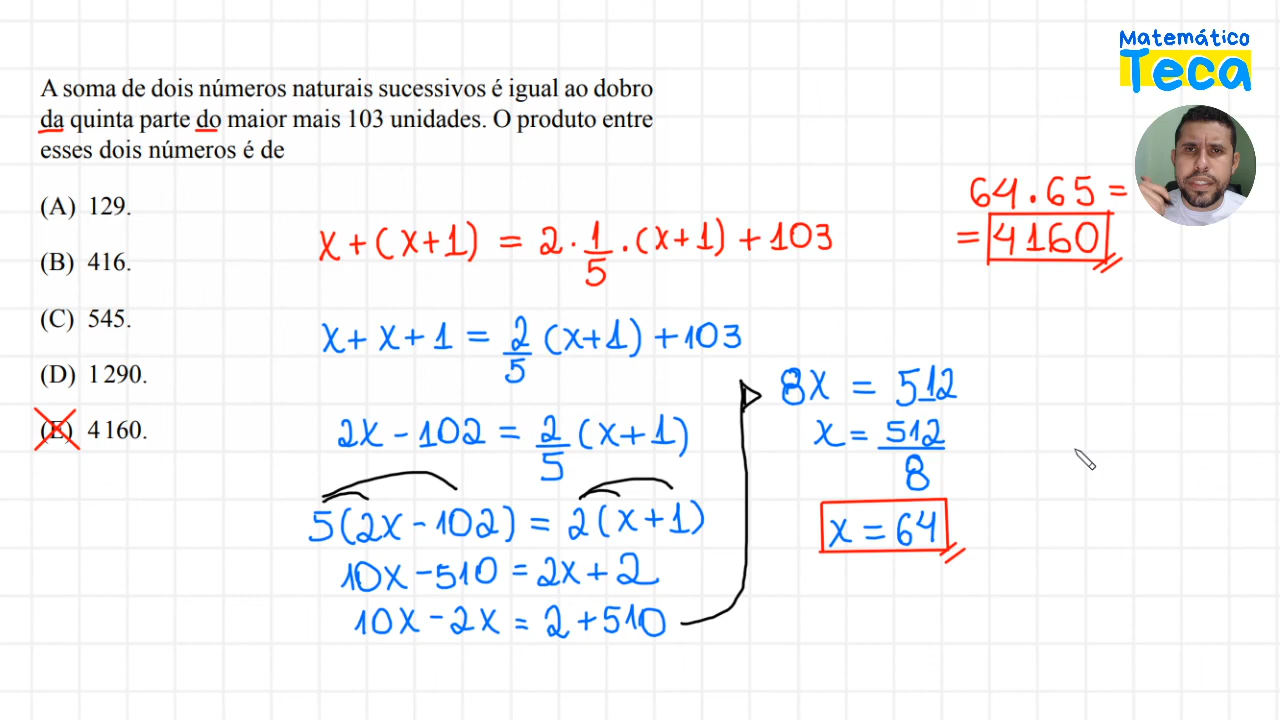 Matemático
Teca
A soma de dois números naturais sucessivos é igual ao dobro
da quinta parte do maior mais 103 unidades. O produto entre
esses dois números é de
(A) 129.
(B) 416.
(C) 545.
(D) 1 290.
(E) 4 160.
x + (x+1) = 2 · 1/5 · (x+1) + 103
x + x + 1 = 2/5 (x+1) + 103
2x - 102 = 2/5 (x+1)
5(2x - 102) = 2(x+1)
10x - 510 = 2x + 2
10x - 2x = 2 + 510
8x = 512
x = 512/8
x = 64
64 . 65 =
= 4160